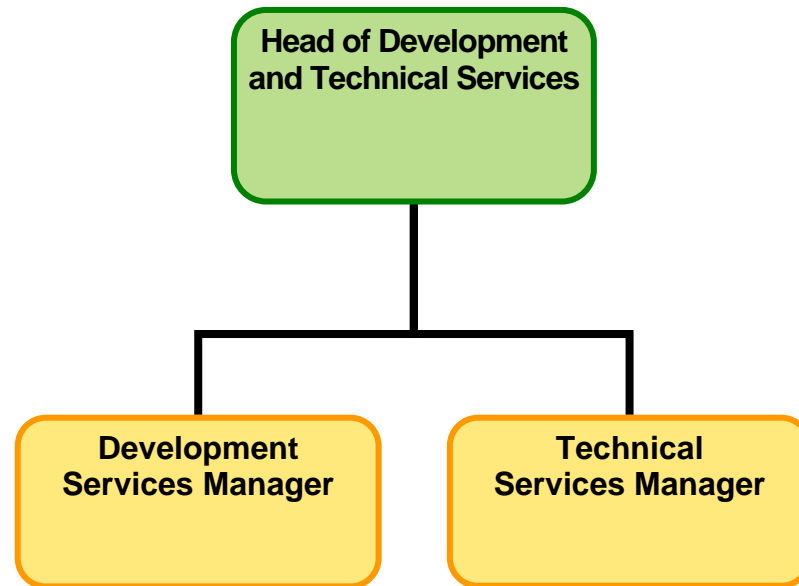 Head of Development
and Technical Services
Development
Services Manager
Technical
Services Manager